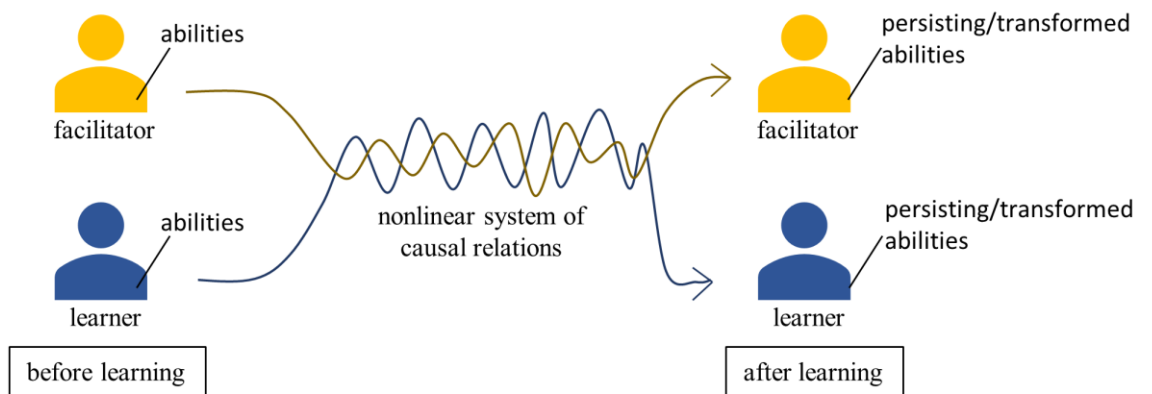 abilities
facilitator
persisting/transformed
abilities
facilitator
nonlinear system of
causal relations
abilities
learner
persisting/transformed
abilities
learner
before learning
after learning